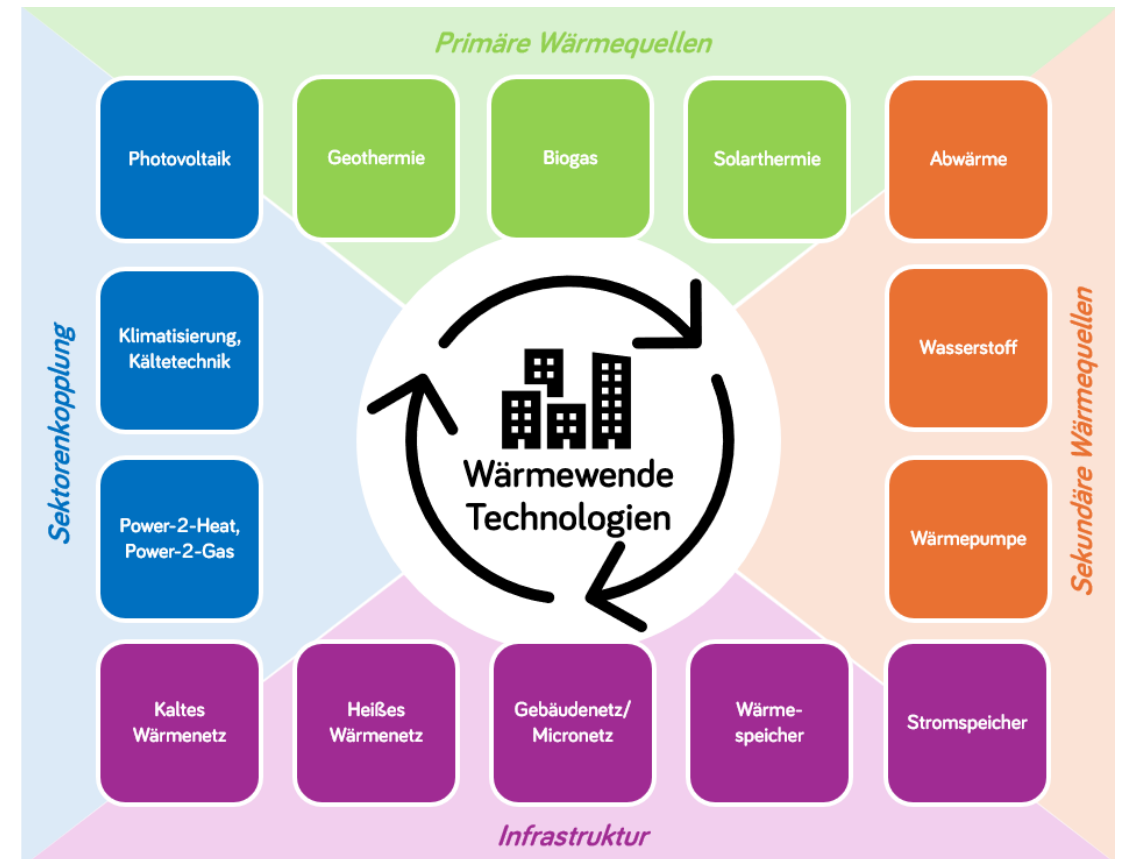 Primäre Wärmequellen
Photovoltaik
Geothermie
Biogas
Solarthermie
Abwärme
Sektorenkopplung
Klimatisierung,
Kältetechnik
Wasserstoff
Sekundäre Wärmequellen
Wärmewende
Technologien
Power-2-Heat,
Power-2-Gas
Wärmepumpe
Kaltes
Wärmenetz
Heißes
Wärmenetz
Gebäudenetz/
Micronetz
Wärme-
speicher
Stromspeicher
Infrastruktur